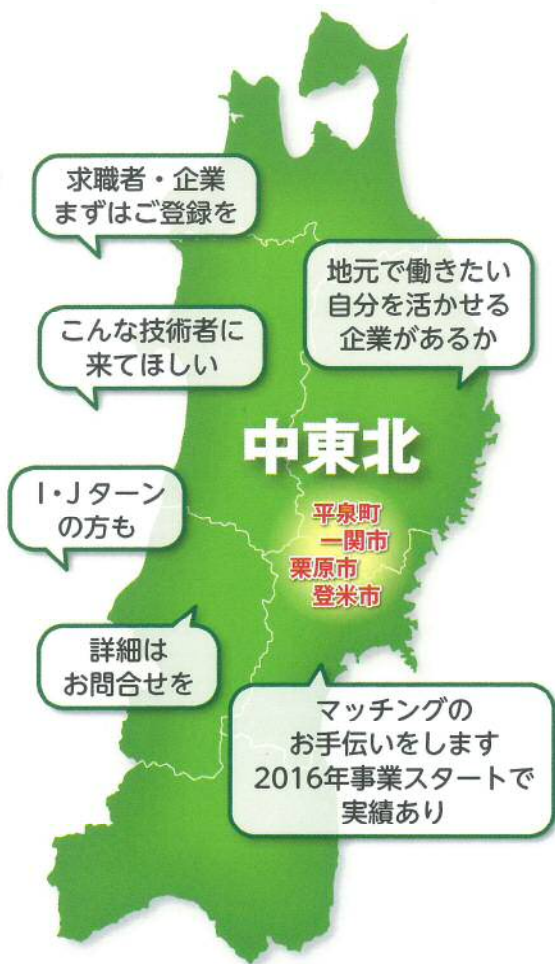 求職者・企業
まずはご登録を
地元で働きたい
自分を活かせる
企業があるか
こんな技術者に
来てほしい
中東北
I・Jターン
の方も
平泉町
一関市
栗原市
登米市
詳細は
お問合せを
マッチングの
お手伝いをします
2016年事業スタートで
実績あり